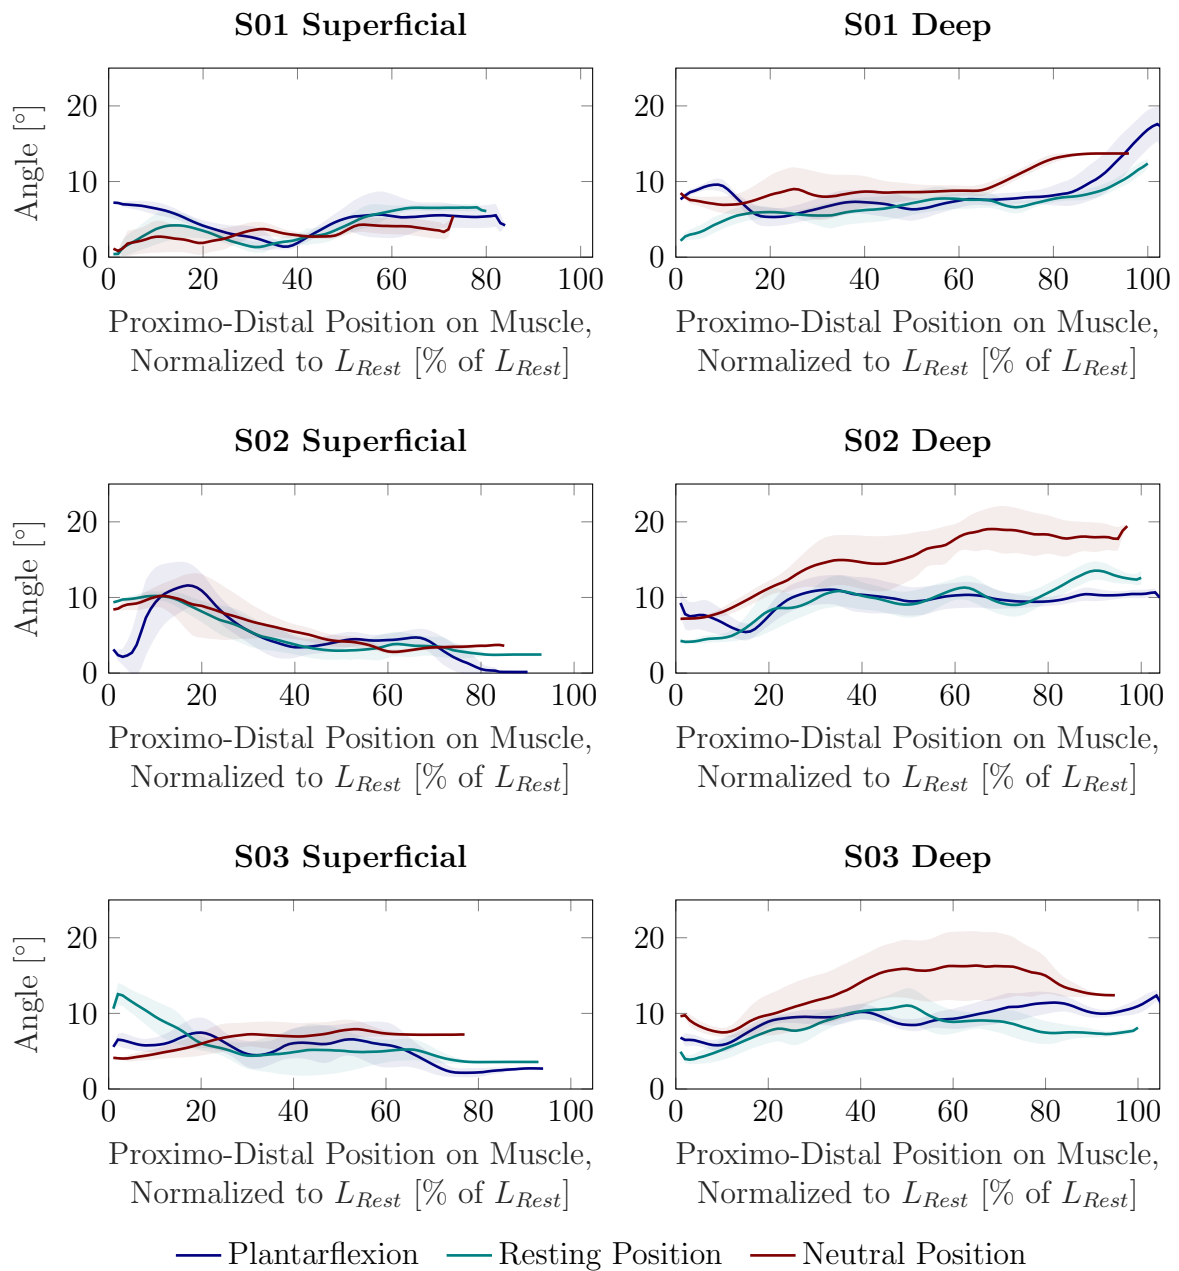 S01 Superficial
S01 Deep
Angle [°]
20
10
0
0 20 40 60 80 100
Proximo-Distal Position on Muscle,
Normalized to L_Rest [% of L_Rest]
20
10
0
0 20 40 60 80 100
Proximo-Distal Position on Muscle,
Normalized to L_Rest [% of L_Rest]
S02 Superficial
S02 Deep
Angle [°]
20
10
0
0 20 40 60 80 100
Proximo-Distal Position on Muscle,
Normalized to L_Rest [% of L_Rest]
20
10
0
0 20 40 60 80 100
Proximo-Distal Position on Muscle,
Normalized to L_Rest [% of L_Rest]
S03 Superficial
S03 Deep
Angle [°]
20
10
0
0 20 40 60 80 100
Proximo-Distal Position on Muscle,
Normalized to L_Rest [% of L_Rest]
20
10
0
0 20 40 60 80 100
Proximo-Distal Position on Muscle,
Normalized to L_Rest [% of L_Rest]
Plantarflexion Resting Position Neutral Position